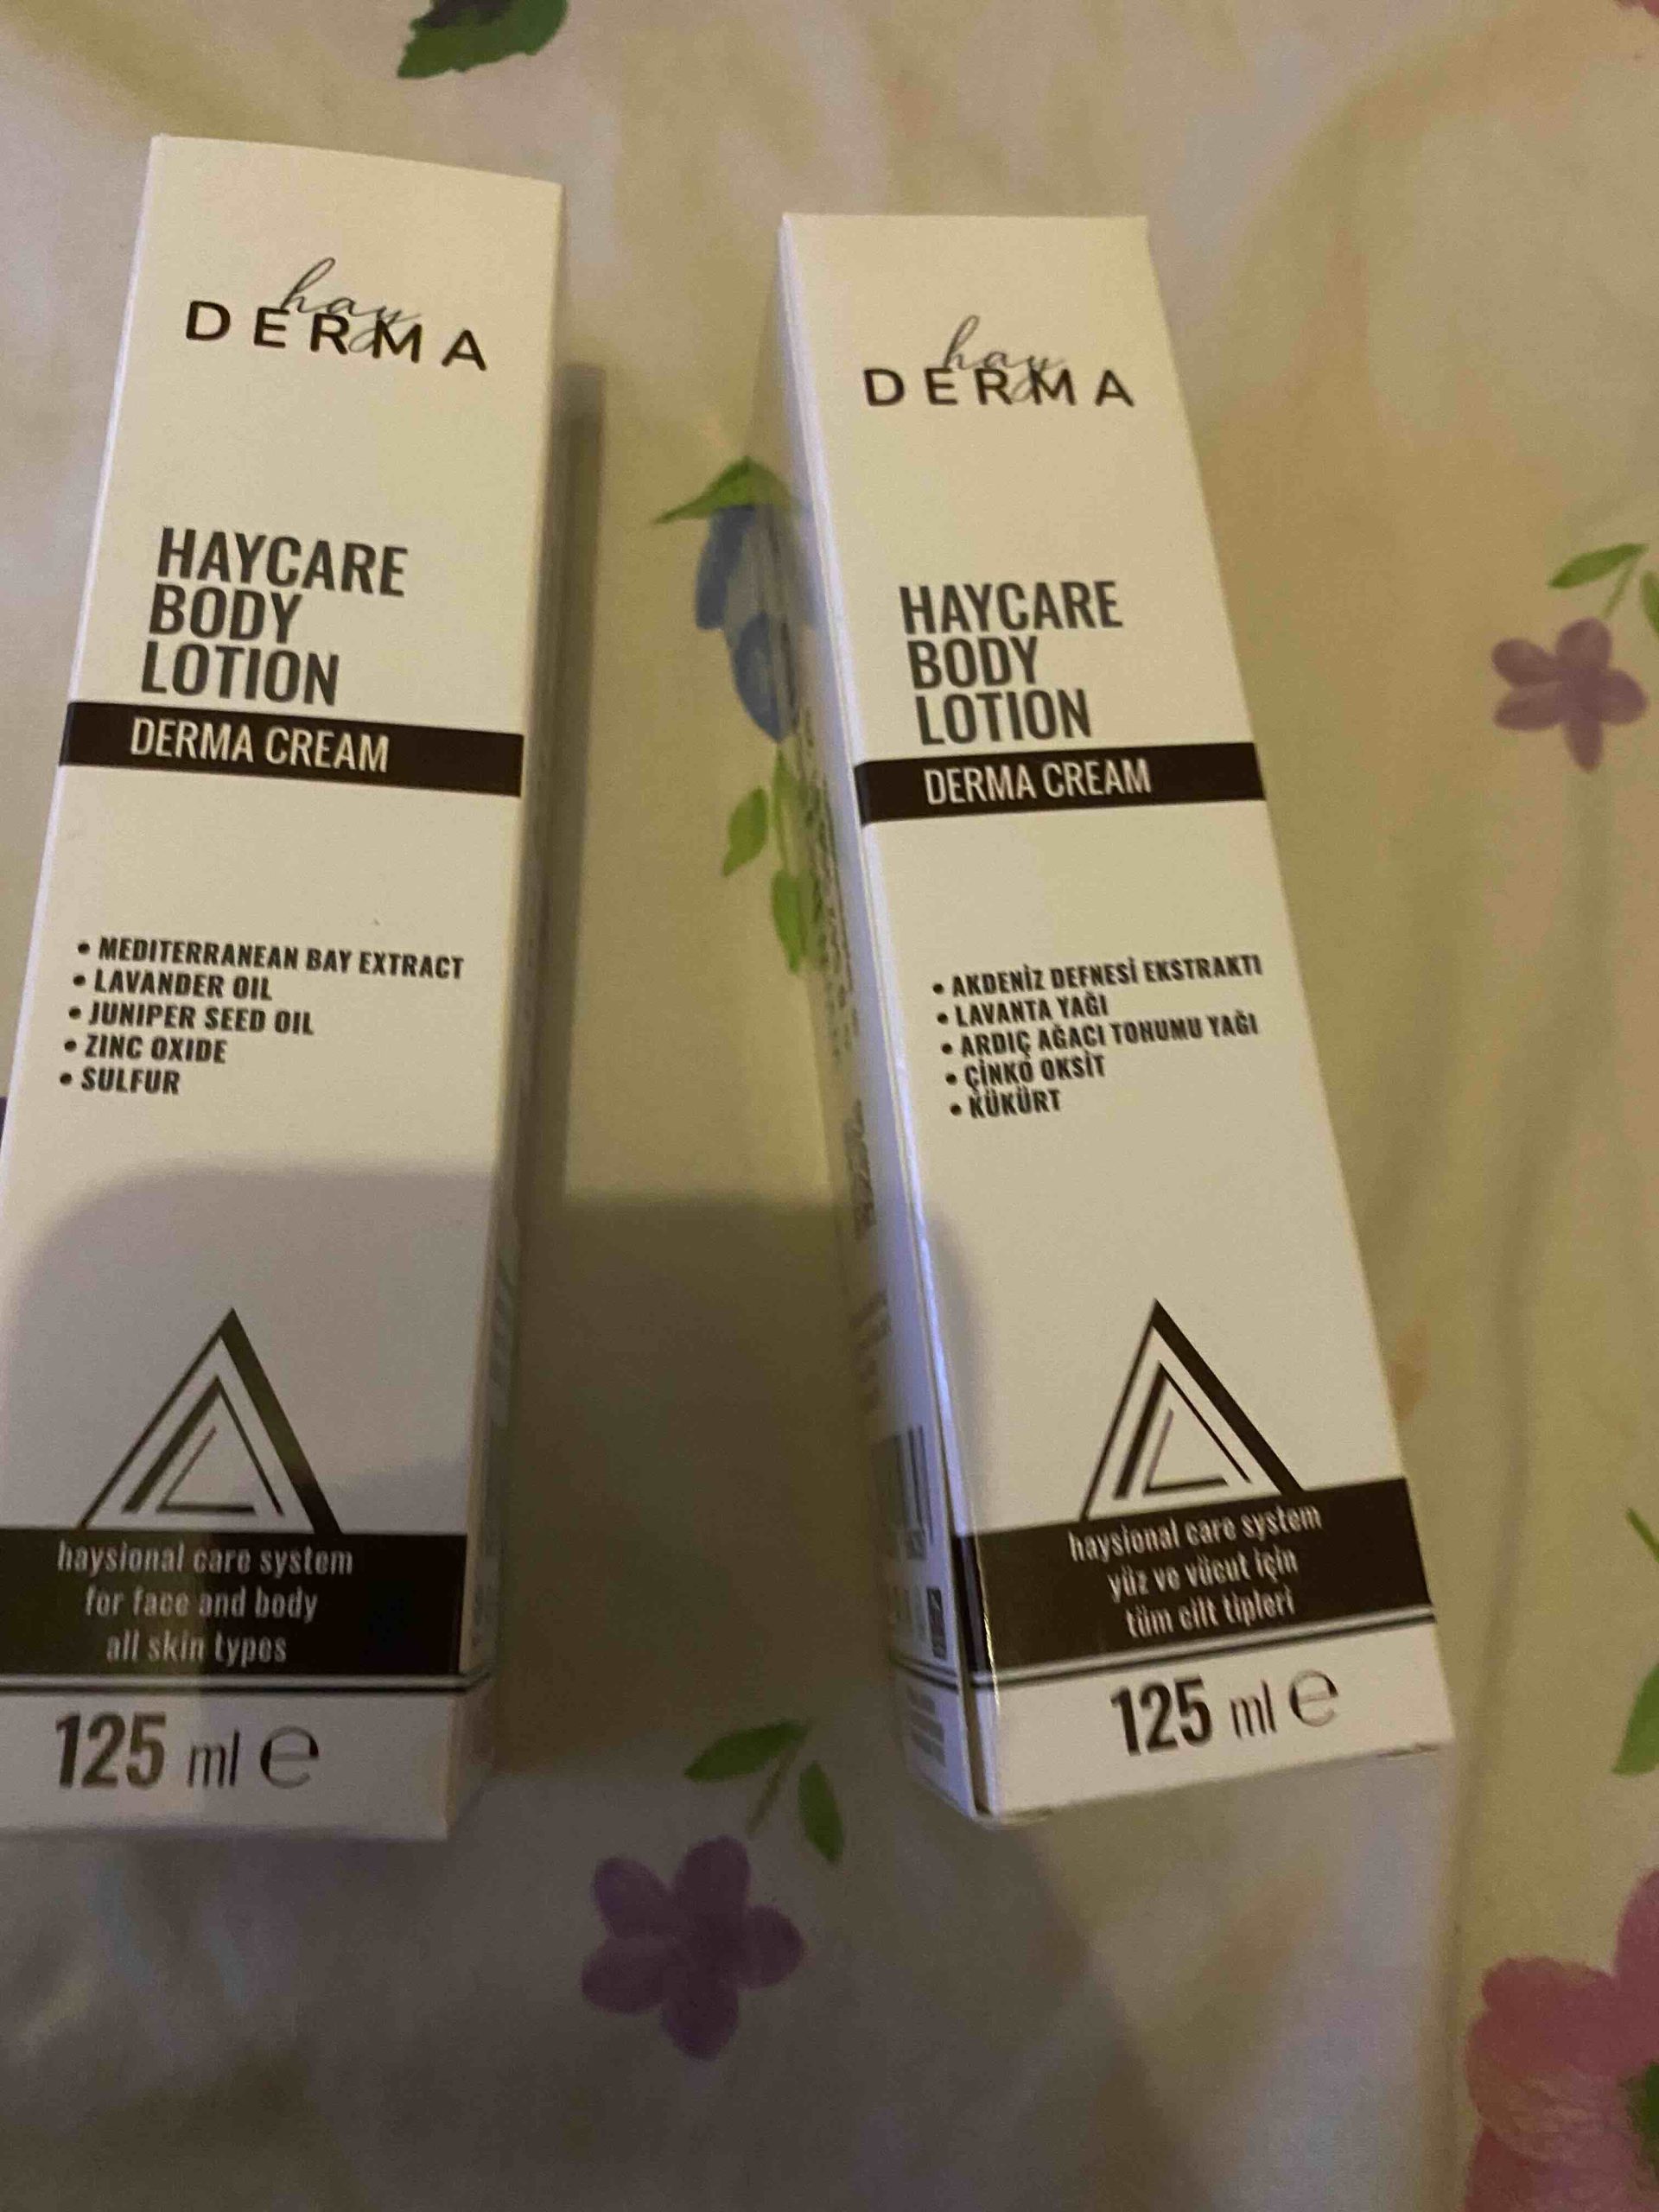 hay
DERMA
HAYCARE
BODY
LOTION
DERMA CREAM
• MEDITERRANEAN BAY EXTRACT
• LAVANDER OIL
• JUNIPER SEED OIL
• ZINC OXIDE
• SULFUR
haysional care system
for face and body
all skin types
125 ml e
hay
DERMA
HAYCARE
BODY
LOTION
DERMA CREAM
• AKDENİZ DEFNESİ EKSTRAKTI
• LAVANTA YAĞI
• ARDIÇ AĞACI TOHUMU YAĞI
• ÇİNKO OKSİT
• KÜKÜRT
haysional care system
yüz ve vücut için
tüm cilt tipleri
125 ml e